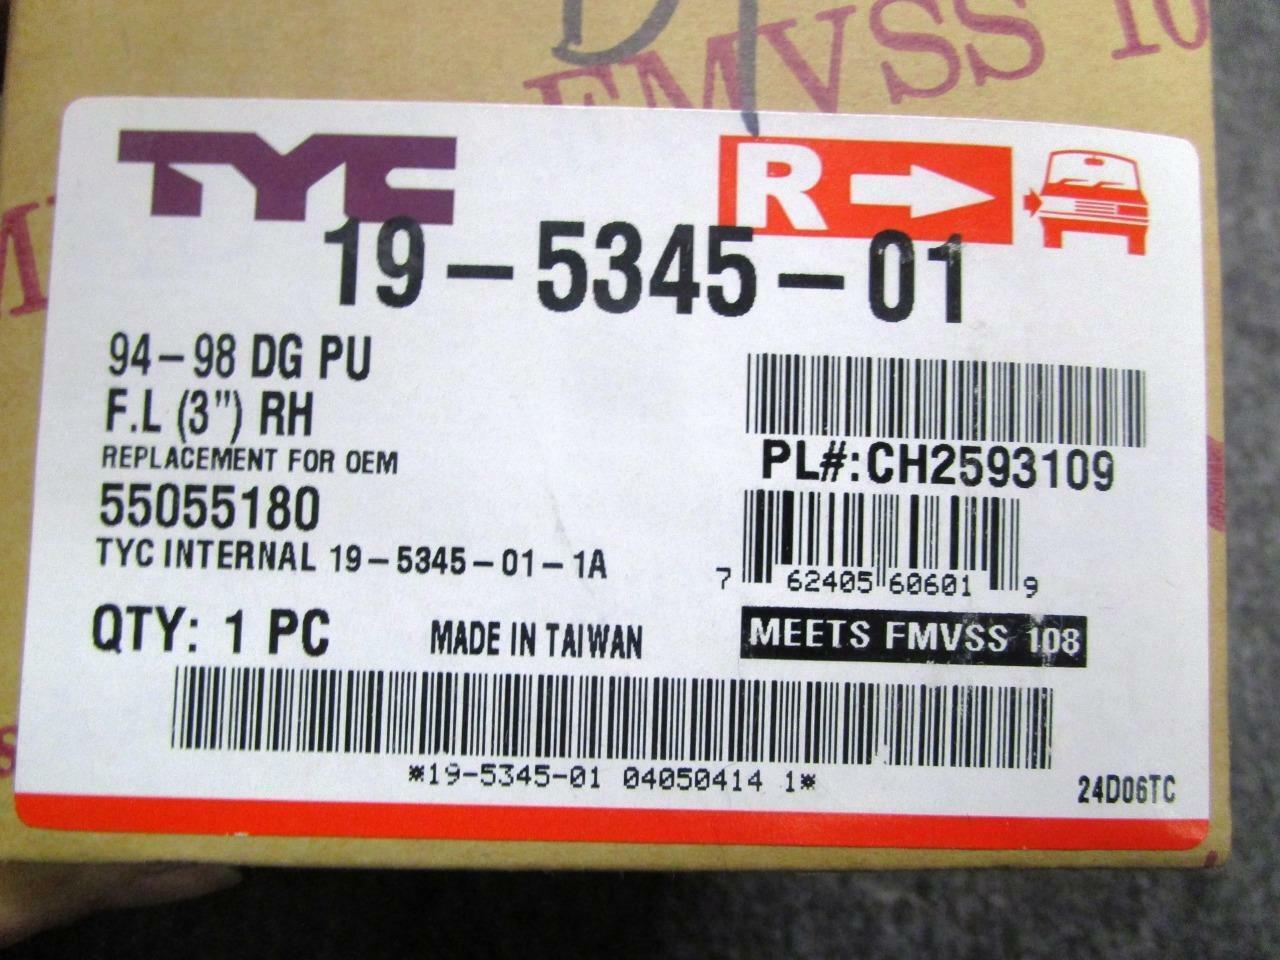 D
FMVSS 10
TYC
R
19-5345-01
94-98 DG PU
F.L (3") RH
REPLACEMENT FOR OEM
55055180
TYC INTERNAL 19-5345-01-1A
PL#:CH2593109
7 62405 60601 9
QTY: 1 PC
MADE IN TAIWAN
MEETS FMVSS 108
*19-5345-01 04050414 1*
24D06TC